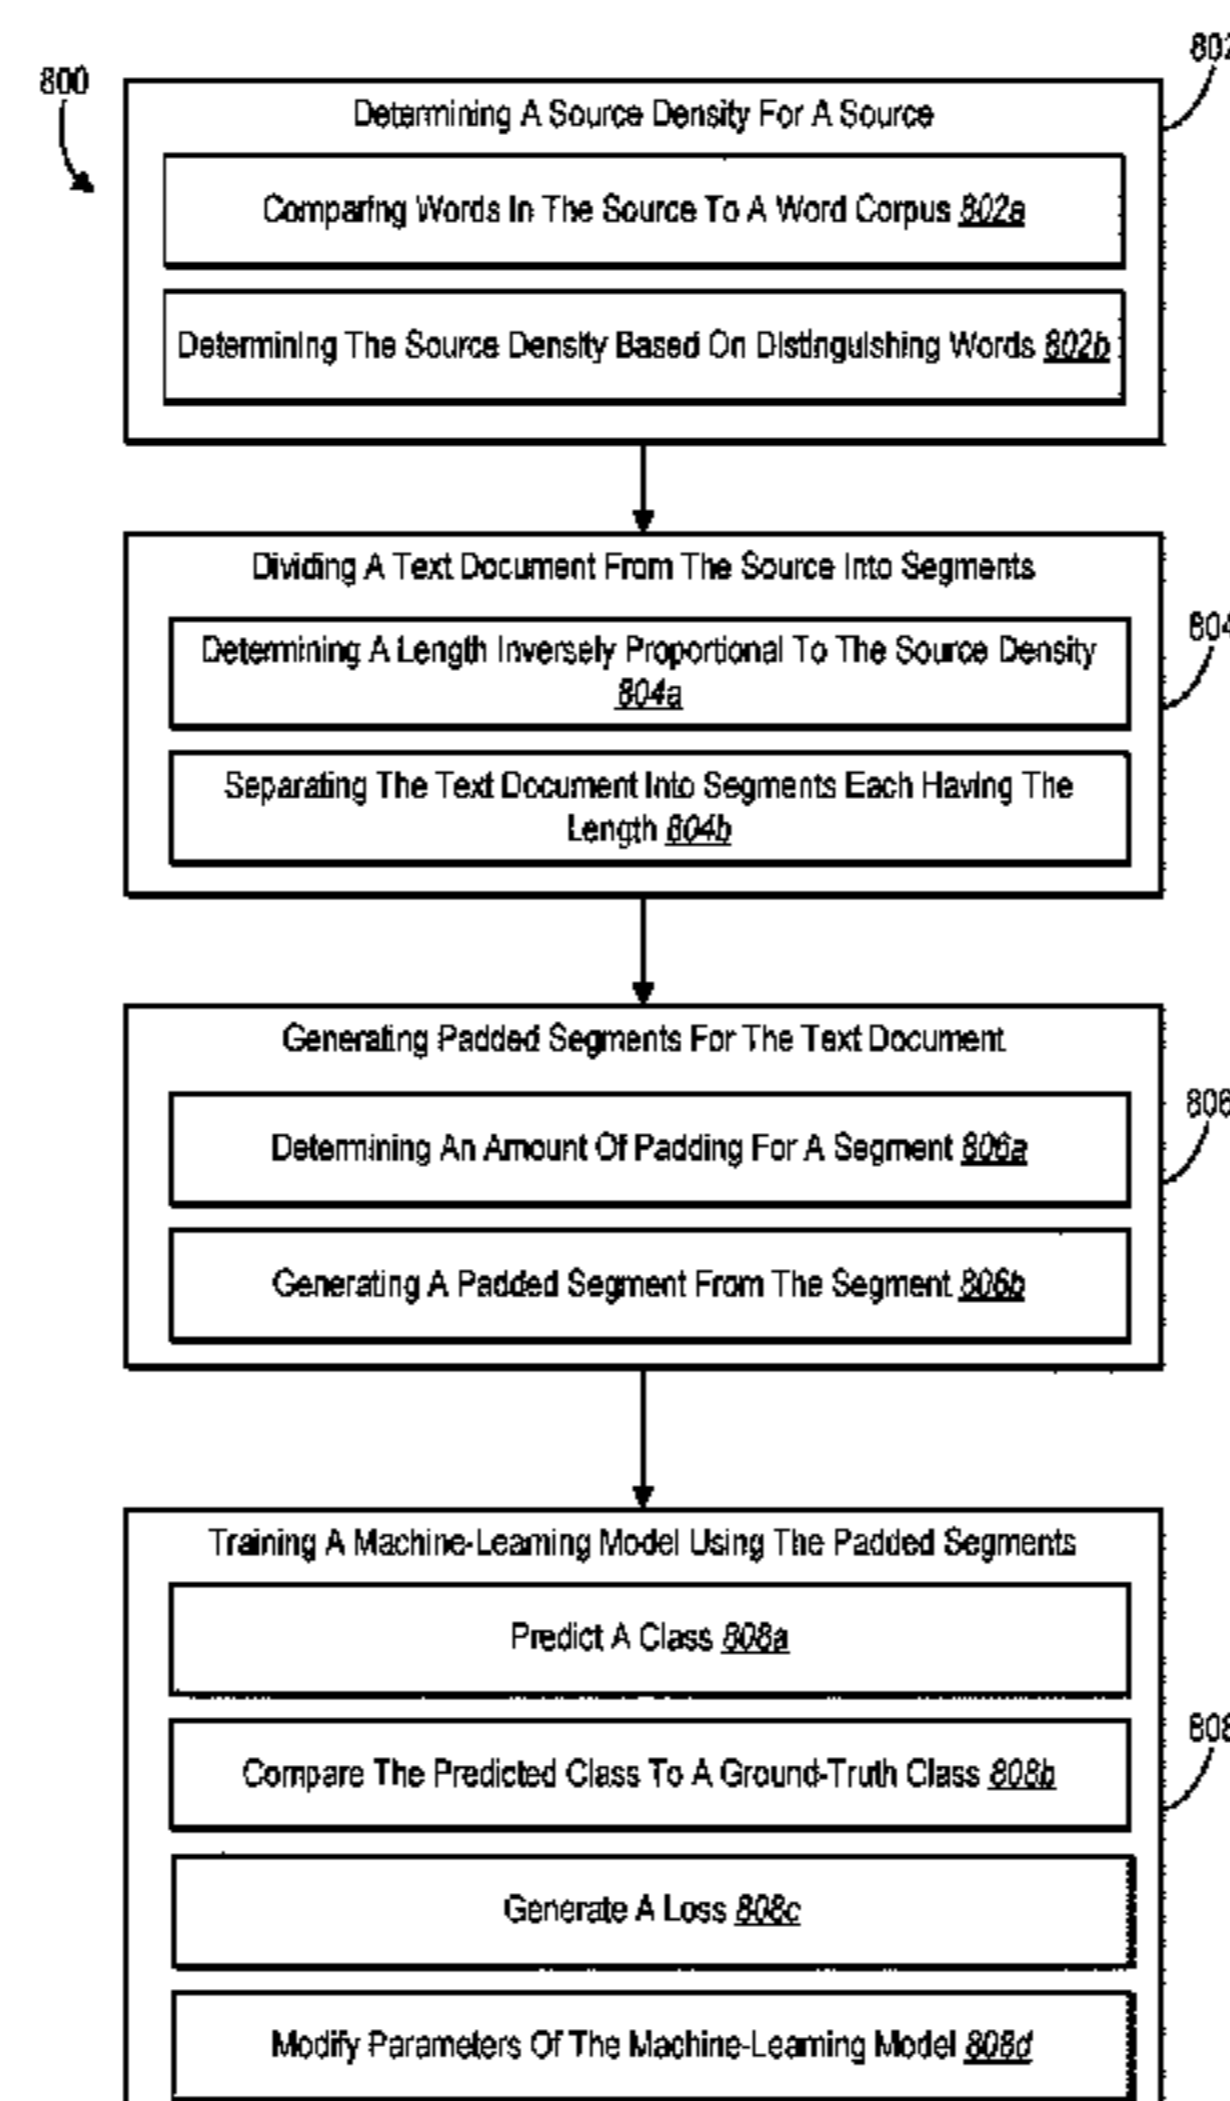 800
802
Determining A Source Density For A Source
Comparing Words In The Source To A Word Corpus 802a
Determining The Source Density Based On Distinguishing Words 802b
Dividing A Text Document From The Source Into Segments
804
Determining A Length Inversely Proportional To The Source Density
804a
Separating The Text Document Into Segments Each Having The
Length 804b
Generating Padded Segments For The Text Document
806
Determining An Amount Of Padding For A Segment 806a
Generating A Padded Segment From The Segment 806b
Training A Machine-Learning Model Using The Padded Segments
Predict A Class 808a
808
Compare The Predicted Class To A Ground-Truth Class 808b
Generate A Loss 808c
Modify Parameters Of The Machine-Learning Model 808d